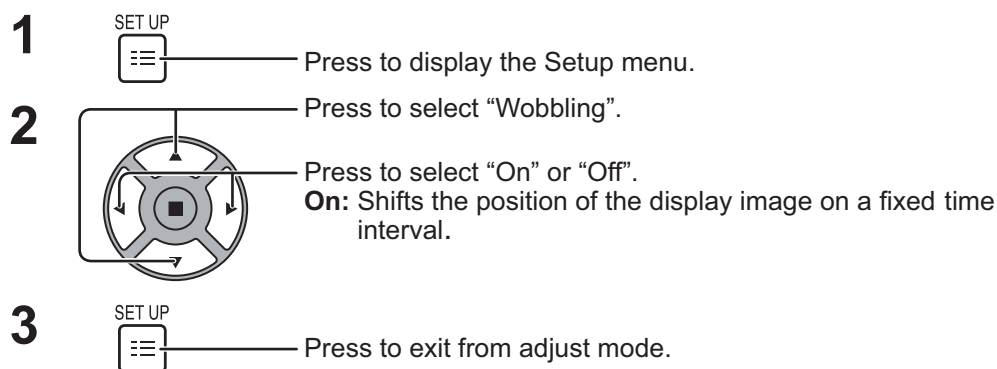 1
SET UP
Press to display the Setup menu.
2
Press to select “Wobbling”.
Press to select “On” or “Off”.
On: Shifts the position of the display image on a fixed time
interval.
3
SET UP
Press to exit from adjust mode.